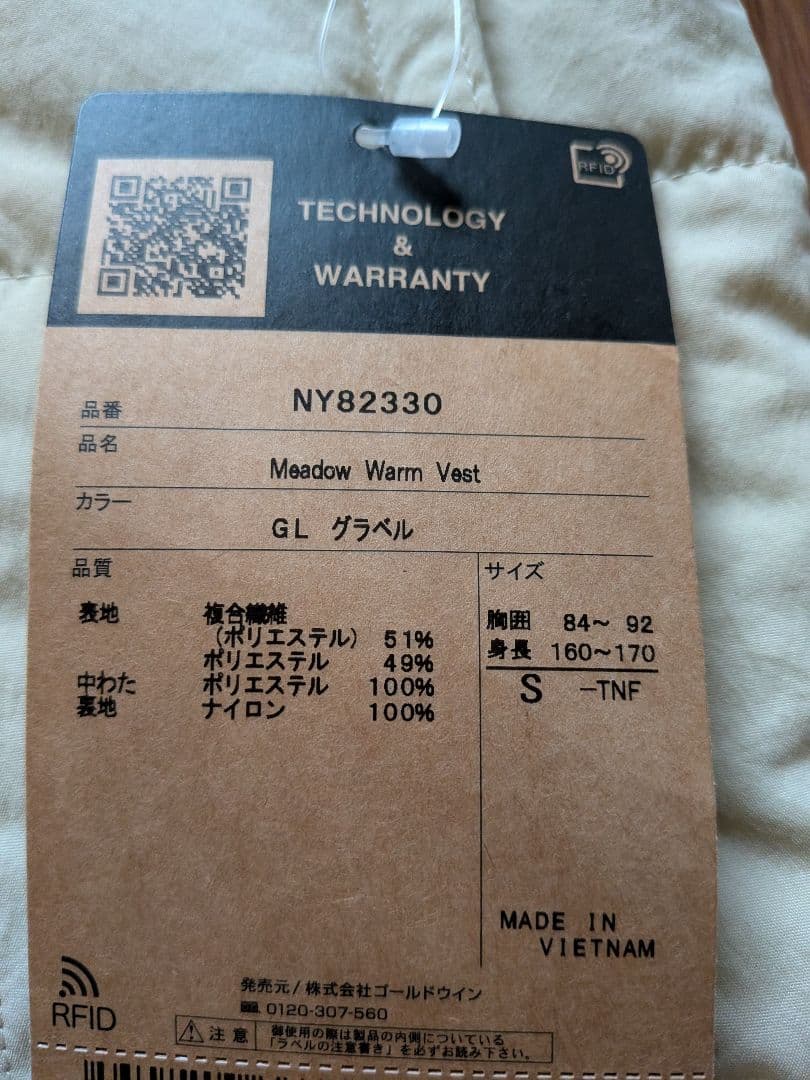 RFID
TECHNOLOGY
&
WARRANTY
品番 NY82330
品名
Meadow Warm Vest
カラー
GL グラベル
品質
表地 複合繊維
(ポリエステル) 51%
ポリエステル 49%
中わた ポリエステル 100%
裏地 ナイロン 100%
サイズ
胸囲 84~ 92
身長 160~170
S -TNF
MADE IN
VIETNAM
RFID
発売元/株式会社ゴールドウイン
0120-307-560
注意
御使用の際は製品の内側についている
「ラベルの注意書き」を必ずお読み下さい。